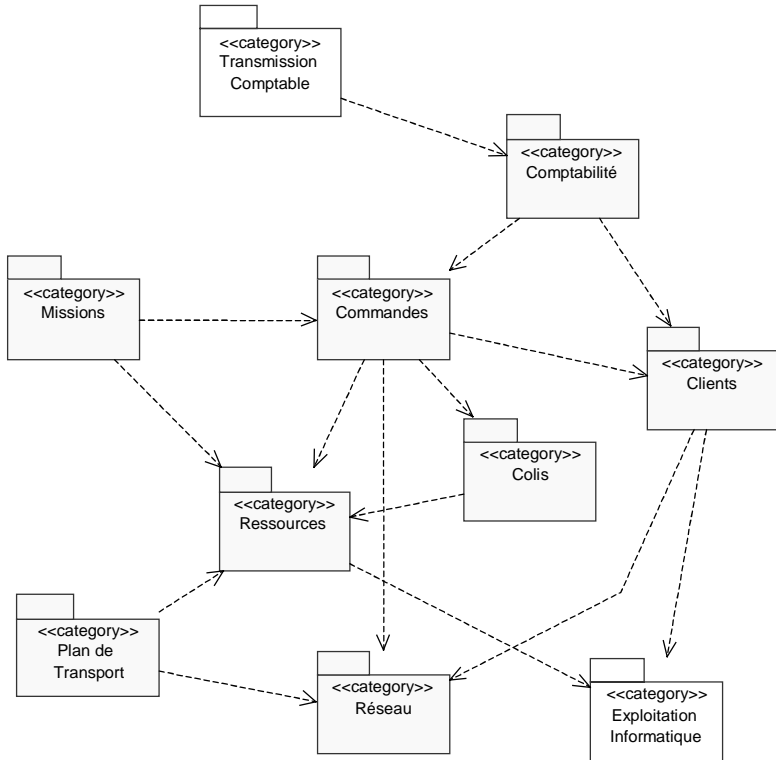 <<category>>
Transmission
Comptable
<<category>>
Comptabilité
<<category>>
Missions
<<category>>
Commandes
<<category>>
Clients
<<category>>
Colis
<<category>>
Ressources
<<category>>
Plan de
Transport
<<category>>
Réseau
<<category>>
Exploitation
Informatique